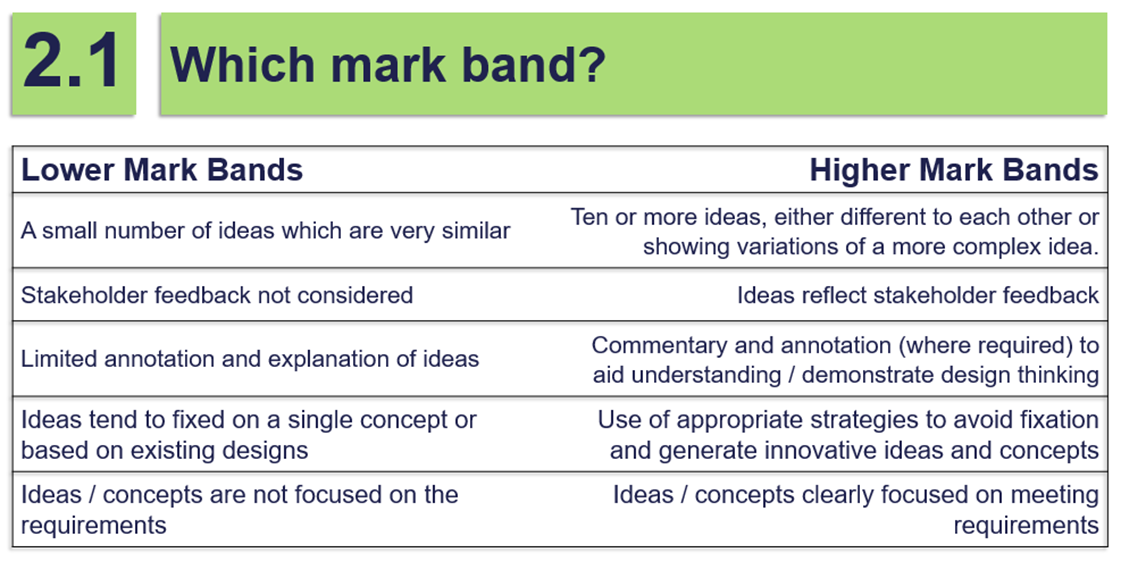 2.1
Which mark band?
Lower Mark Bands
Higher Mark Bands
A small number of ideas which are very similar
Ten or more ideas, either different to each other or
showing variations of a more complex idea.
Stakeholder feedback not considered
Ideas reflect stakeholder feedback
Limited annotation and explanation of ideas
Commentary and annotation (where required) to
aid understanding / demonstrate design thinking
Ideas tend to fixed on a single concept or
based on existing designs
Use of appropriate strategies to avoid fixation
and generate innovative ideas and concepts
Ideas / concepts are not focused on the
requirements
Ideas / concepts clearly focused on meeting
requirements